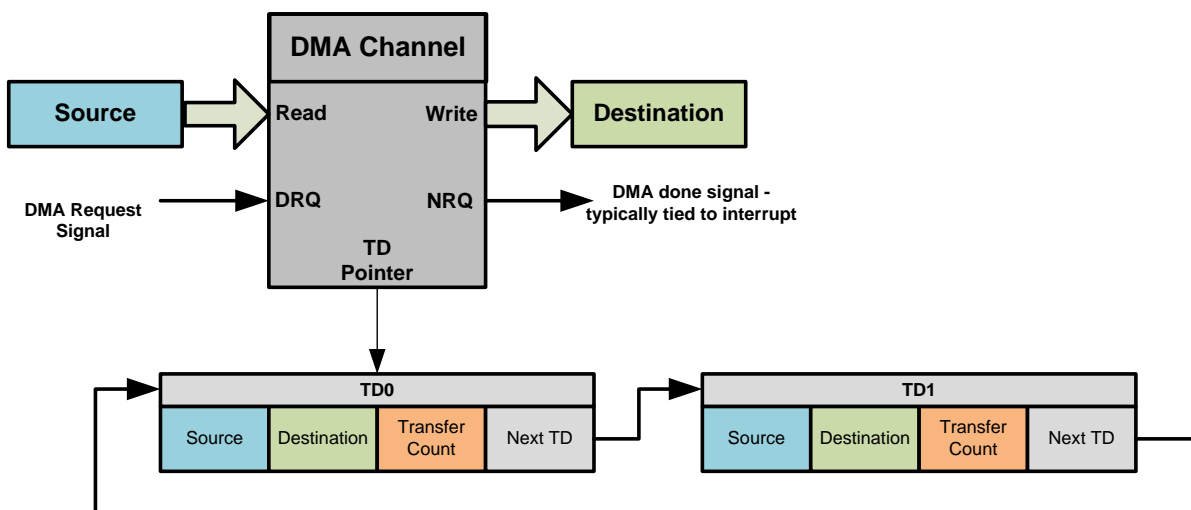 DMA Channel
Source
Read
Write
Destination
DMA Request
Signal
DRQ
NRQ
DMA done signal -
typically tied to interrupt
TD
Pointer
TD0
Source
Destination
Transfer
Count
Next TD
TD1
Source
Destination
Transfer
Count
Next TD